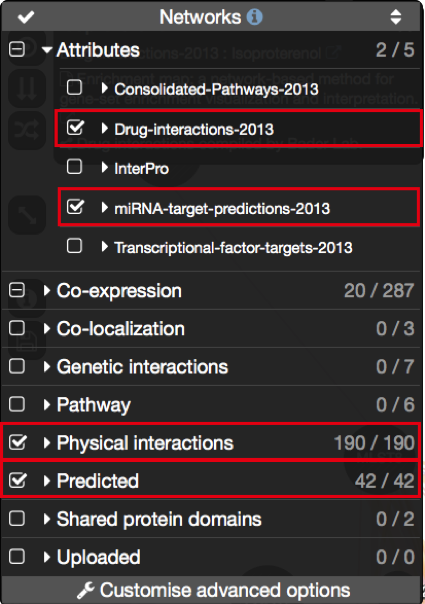 Networks
Attributes 2 / 5
Consolidated-Pathways-2013
Drug-interactions-2013
InterPro
miRNA-target-predictions-2013
Transcriptional-factor-targets-2013
Co-expression 20 / 287
Co-localization 0 / 3
Genetic interactions 0 / 7
Pathway 0 / 6
Physical interactions 190 / 190
Predicted 42 / 42
Shared protein domains 0 / 2
Uploaded 0 / 0
Customise advanced options